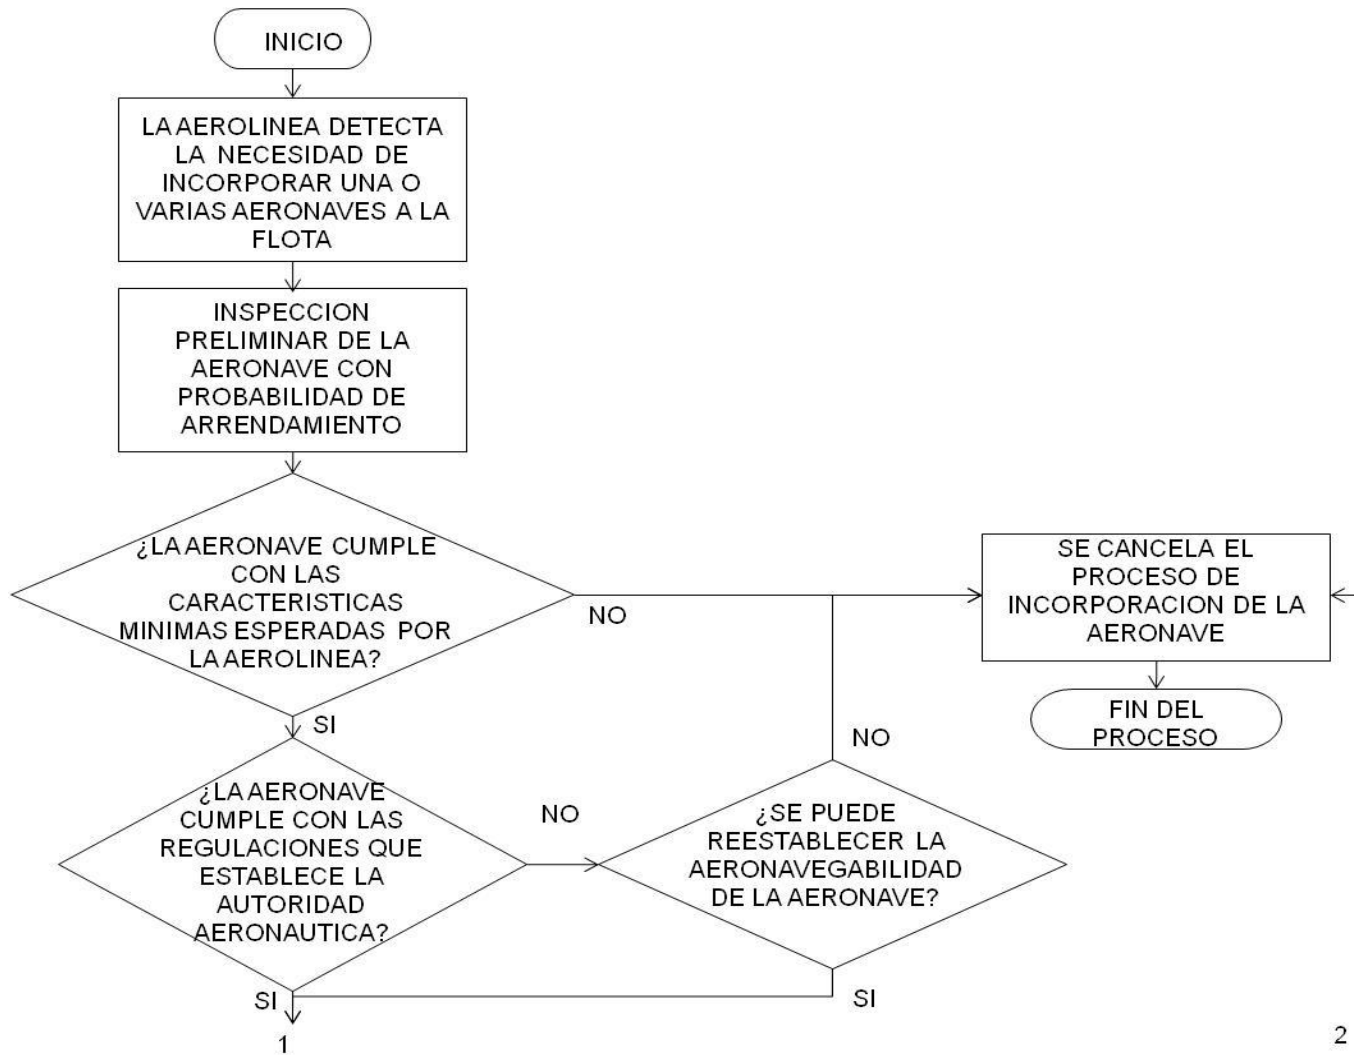 INICIO
LA AEROLINEA DETECTA
LA NECESIDAD DE
INCORPORAR UNA O
VARIAS AERONAVES A LA
FLOTA
INSPECCION
PRELIMINAR DE LA
AERONAVE CON
PROBABILIDAD DE
ARRENDAMIENTO
¿LA AERONAVE CUMPLE
CON LAS
CARACTERISTICAS
MINIMAS ESPERADAS POR
LA AEROLINEA?
NO
SE CANCELA EL
PROCESO DE
INCORPORACION DE LA
AERONAVE
FIN DEL
PROCESO
SI
¿LA AERONAVE
CUMPLE CON LAS
REGULACIONES QUE
ESTABLECE LA
AUTORIDAD
AERONAUTICA?
NO
¿SE PUEDE
REESTABLECER LA
AERONAVEGABILIDAD
DE LA AERONAVE?
NO
SI
SI
1
2